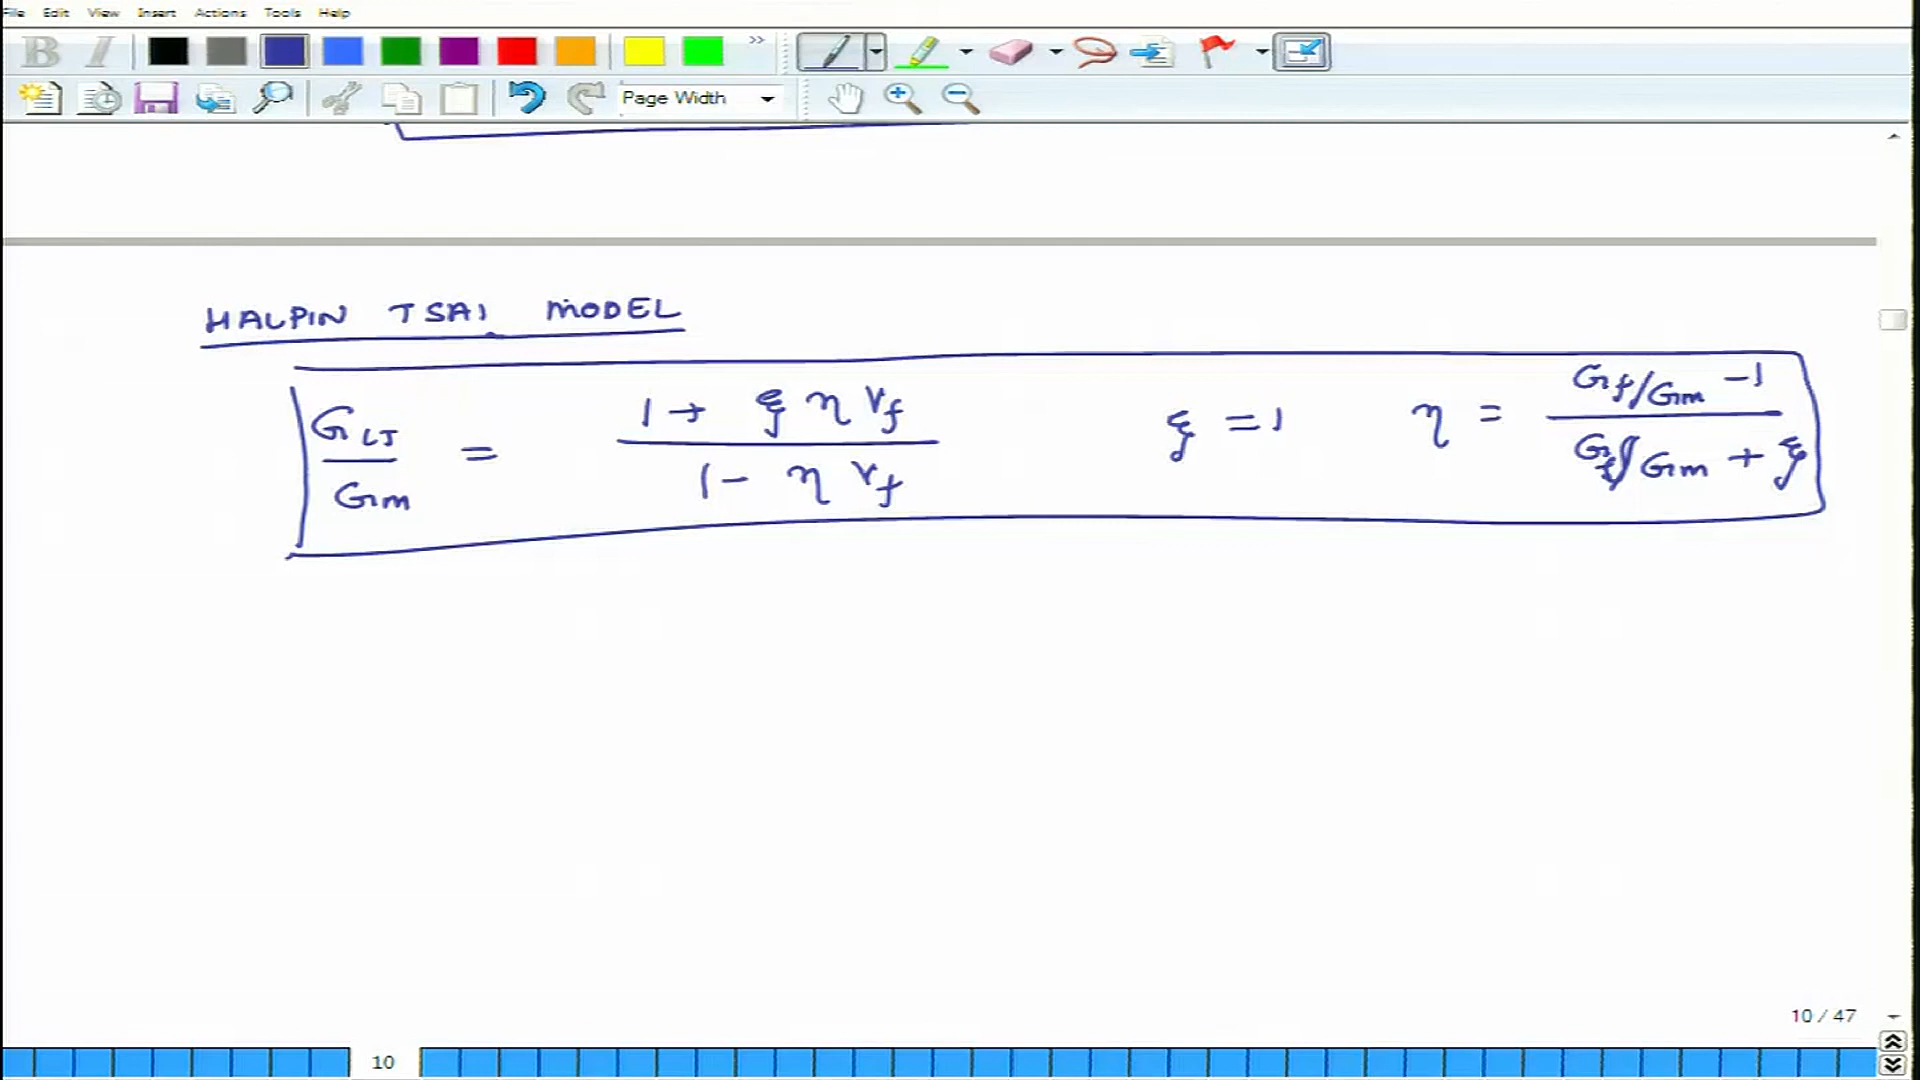 File Edit View Insert Actions Tools Help
B I
Page Width
HALPIN TSAI MODEL
G_LT / G_m = (1 + ξ η V_f) / (1 - η V_f)    ξ = 1    η = (G_f/G_m - 1) / (G_f/G_m + ξ)
10 / 47
10